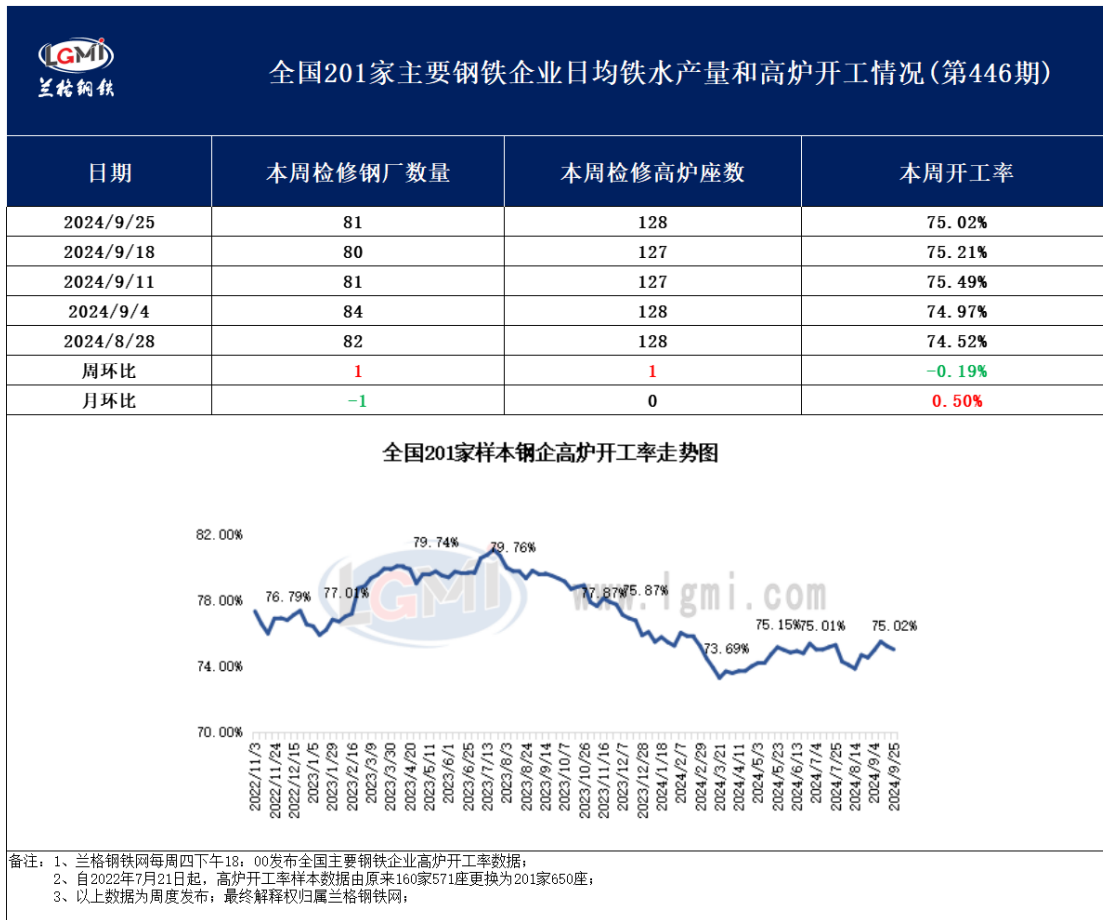 LGMi
兰格钢铁
全国201家主要钢铁企业日均铁水产量和高炉开工情况(第446期)
日期 本周检修钢厂数量 本周检修高炉座数 本周开工率
2024/9/25 81 128 75.02%
2024/9/18 80 127 75.21%
2024/9/11 81 127 75.49%
2024/9/4 84 128 74.97%
2024/8/28 82 128 74.52%
周环比 1 1 -0.19%
月环比 -1 0 0.50%
全国201家样本钢企高炉开工率走势图
82.00%
79.74% 79.76%
78.00% 76.79% 77.01% 77.87% 75.87%
LGMi www.lgmi.com
75.15% 75.01% 75.02%
74.00% 73.69%
70.00%
2022/11/3 2022/11/24 2022/12/15 2023/1/5 2023/1/29 2023/2/16 2023/3/9 2023/3/30 2023/4/20 2023/5/11 2023/6/1 2023/6/25 2023/7/13 2023/8/3 2023/8/24 2023/9/14 2023/10/7 2023/10/26 2023/11/16 2023/12/7 2023/12/28 2024/1/18 2024/2/7 2024/2/29 2024/3/21 2024/4/11 2024/5/3 2024/5/23 2024/6/13 2024/7/4 2024/7/25 2024/8/14 2024/9/4 2024/9/25
备注：1、兰格钢铁网每周四下午18：00发布全国主要钢铁企业高炉开工率数据；
2、自2022年7月21日起，高炉开工率样本数据由原来160家571座更换为201家650座；
3、以上数据为周度发布；最终解释权归属兰格钢铁网；